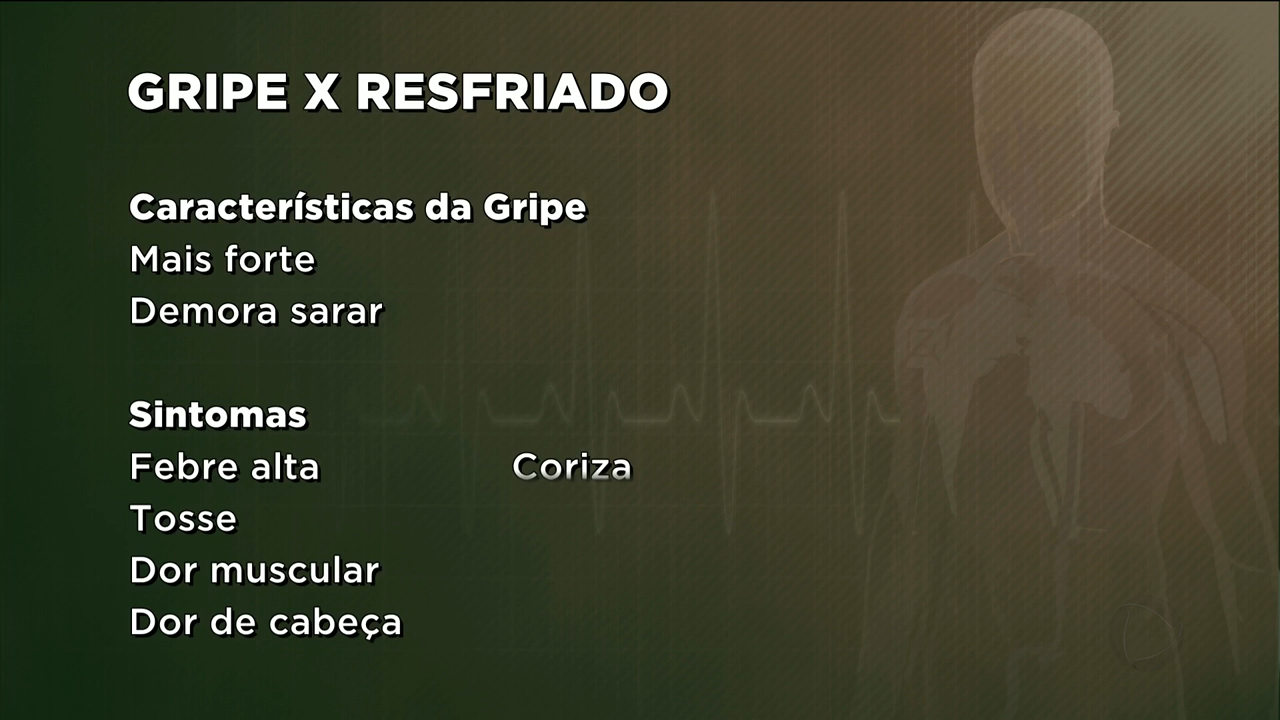 GRIPE X RESFRIADO
Características da Gripe
Mais forte
Demora sarar
Sintomas
Febre alta
Tosse
Dor muscular
Dor de cabeça
Coriza